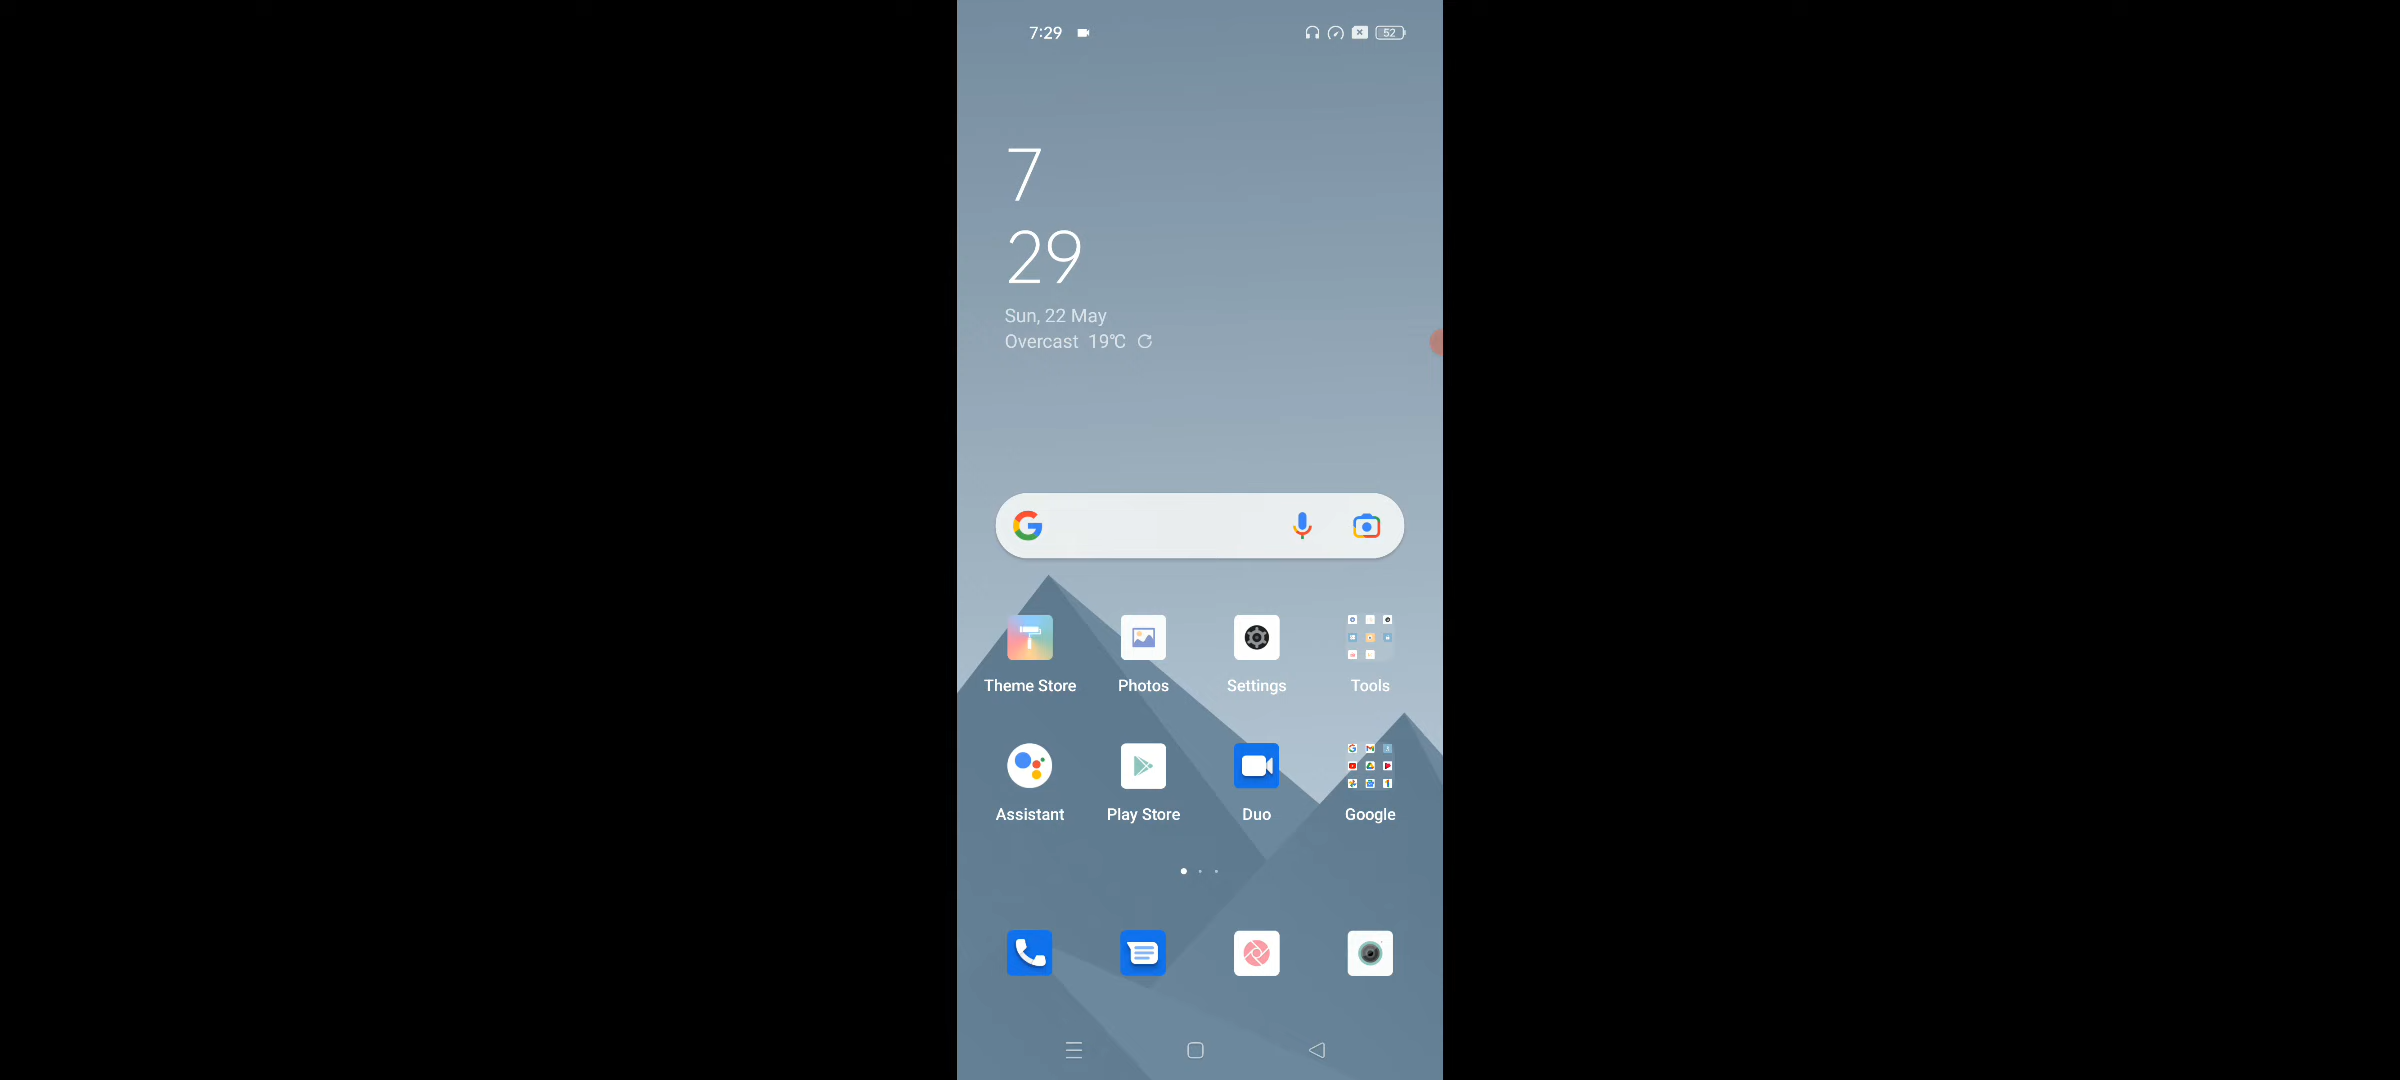 7:29
52
7
29
Sun, 22 May
Overcast 19°C
Theme Store
Photos
Settings
Tools
Assistant
Play Store
Duo
Google